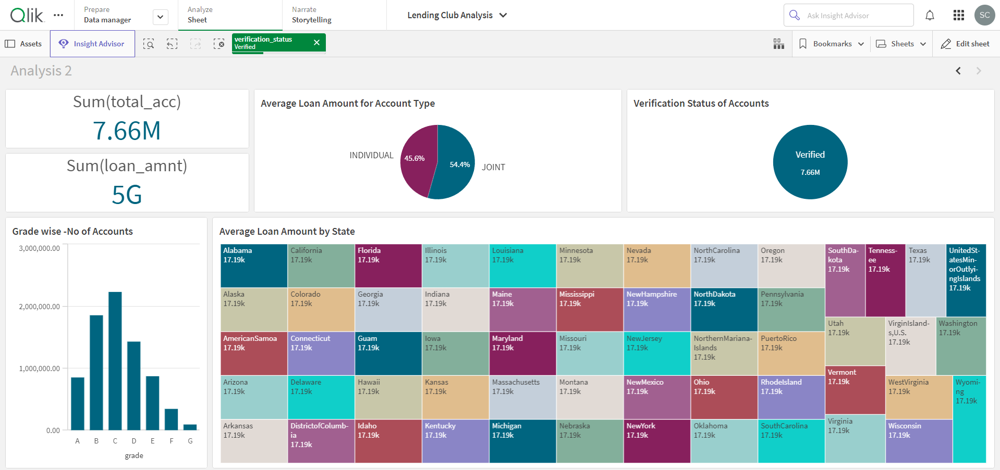 Qlik
Prepare
Data manager
Analyze
Sheet
Narrate
Storytelling
Lending Club Analysis
Ask Insight Advisor
SC
Assets
Insight Advisor
verification_status
Verified
Bookmarks
Sheets
Edit sheet
Analysis 2
Sum(total_acc)
7.66M
Sum(loan_amnt)
5G
Average Loan Amount for Account Type
INDIVIDUAL
45.6%
54.4%
JOINT
Verification Status of Accounts
Verified
7.66M
Grade wise -No of Accounts
3,000,000.00
2,000,000.00
1,000,000.00
0.00
A B C D E F G
grade
Average Loan Amount by State
Alabama
17.19k
Alaska
17.19k
AmericanSamoa
17.19k
Arizona
17.19k
Arkansas
17.19k
California
17.19k
Colorado
17.19k
Connecticut
17.19k
Delaware
17.19k
DistrictofColumb-
ia
17.19k
Florida
17.19k
Georgia
17.19k
Guam
17.19k
Hawaii
17.19k
Idaho
17.19k
Illinois
17.19k
Indiana
17.19k
Iowa
17.19k
Kansas
17.19k
Kentucky
17.19k
Louisiana
17.19k
Maine
17.19k
Maryland
17.19k
Massachusetts
17.19k
Michigan
17.19k
Minnesota
17.19k
Mississippi
17.19k
Missouri
17.19k
Montana
17.19k
Nebraska
17.19k
Nevada
17.19k
NewHampshire
17.19k
NewJersey
17.19k
NewMexico
17.19k
NewYork
17.19k
NorthCarolina
17.19k
NorthDakota
17.19k
NorthernMariana-
Islands
17.19k
Ohio
17.19k
Oklahoma
17.19k
Oregon
17.19k
Pennsylvania
17.19k
PuertoRico
17.19k
RhodeIsland
17.19k
SouthCarolina
17.19k
SouthDa-
kota
17.19k
Tenness-
ee
17.19k
Texas
17.19k
UnitedSt-
atesMin-
orOutlyi-
ngIslands
17.19k
Utah
17.19k
Vermont
17.19k
Virginia
17.19k
VirginIsland-
s,U.S.
17.19k
Washington
17.19k
WestVirginia
17.19k
Wisconsin
17.19k
Wyomi-
ng
17.19k